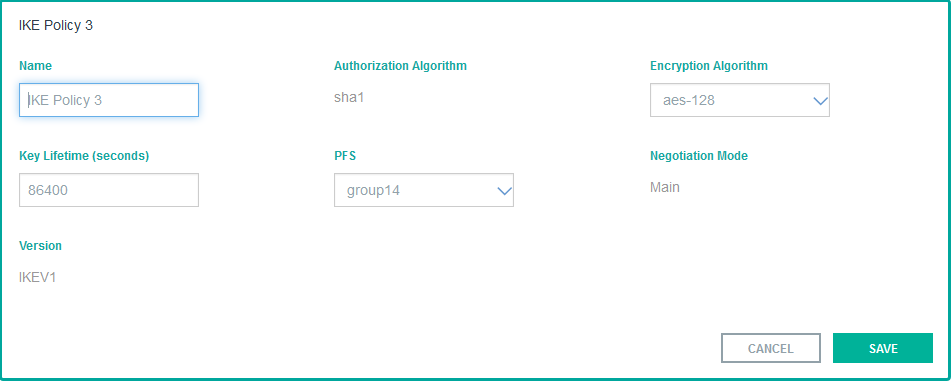 IKE Policy 3
Name
Authorization Algorithm
Encryption Algorithm
IKE Policy 3
sha1
aes-128
Key Lifetime (seconds)
PFS
Negotiation Mode
86400
group14
Main
Version
IKEV1
CANCEL
SAVE